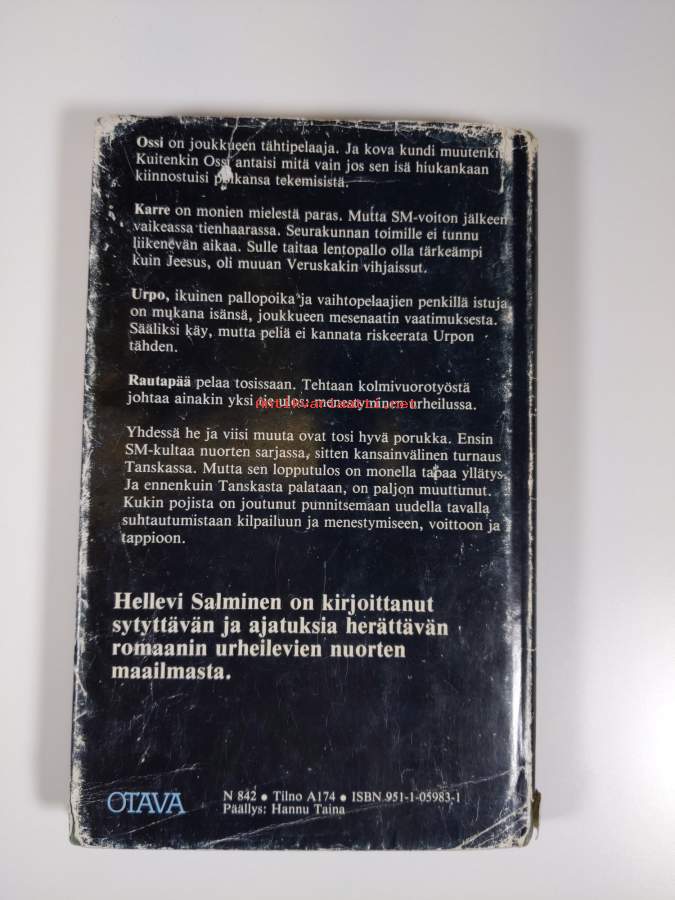 Ossi on joukkueen tähtipelaaja. Ja kova kundi muutenkin
Kuitenkin Ossi antaisi mitä vain jos sen isä hiukankaan
kiinnostuisi poikansa tekemisistä.
Karre on monien mielestä paras. Mutta SM-voiton jälkeen
vaikeassa tienhaarassa. Seurakunnan toimille ei tunnu
liikenevän aikaa. Sulle taitaa lentopallo olla tärkeämpi
kuin Jeesus, oli muuan Veruskakin vihjaissut.
Urpo, ikuinen pallopoika ja vaihtopelaajien penkillä istuja
on mukana isänsä, joukkueen mesenaatin vaatimuksesta.
Sääliksi käy, mutta peliä ei kannata riskeerata Urpon
tähden.
Rautapää pelaa tosissaan. Tehtaan kolmivuorotyöstä
johtaa ainakin yksi tie ulos: menestyminen urheilussa.
Yhdessä he ja viisi muuta ovat tosi hyvä porukka. Ensin
SM-kultaa nuorten sarjassa, sitten kansainvälinen turnaus
Tanskassa. Mutta sen lopputulos on monella tapaa yllätys
Ja ennenkuin Tanskasta palataan, on paljon muuttunut.
Kukin pojista on joutunut punnitsemaan uudella tavalla
suhtautumistaan kilpailuun ja menestymiseen, voittoon ja
tappioon.
Hellevi Salminen on kirjoittanut
sytyttävän ja ajatuksia herättävän
romaanin urheilevien nuorten
maailmasta.
OTAVA
N 842 • Tilno A174 • ISBN 951-1-05983-1
Päällys: Hannu Taina